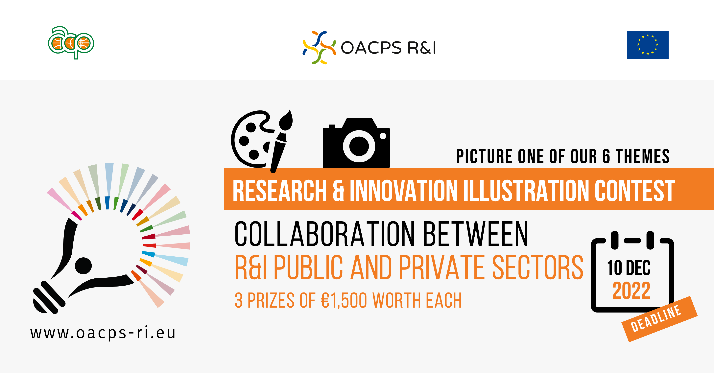 acp
OACPS R&I
PICTURE ONE OF OUR 6 THEMES
RESEARCH & INNOVATION ILLUSTRATION CONTEST
COLLABORATION BETWEEN
R&I PUBLIC AND PRIVATE SECTORS
3 PRIZES OF €1,500 WORTH EACH
10 DEC
2022
DEADLINE
www.oacps-ri.eu